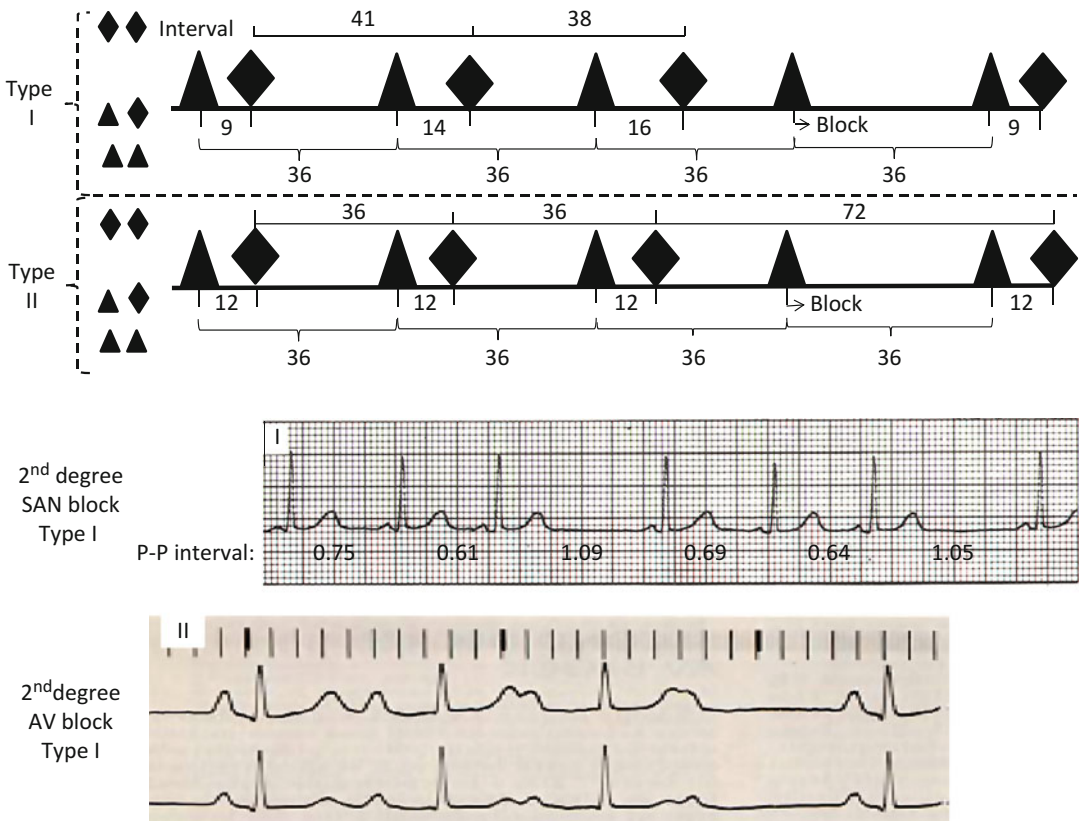 41 38
Interval
Type
I
9 14 16 Block 9
36 36 36 36
36 36 72
Type
II
12 12 12 Block 12
36 36 36 36
I
2nd degree
SAN block
Type I
P-P interval: 0.75 0.61 1.09 0.69 0.64 1.05
II
2nd degree
AV block
Type I